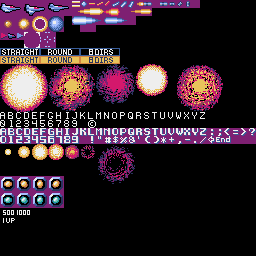 STRAIGHT ROUND 8DIRS
STRAIGHT ROUND 8DIRS
ABCDEFGHIJKLMNOPQRSTUVWXYZ
0123456789 ©
ABCDEFGHIJKLMNOPQRSTUVWXYZ:;<=>?
0123456789 !"#$%&'()*+,-./@End
500 1000
1UP